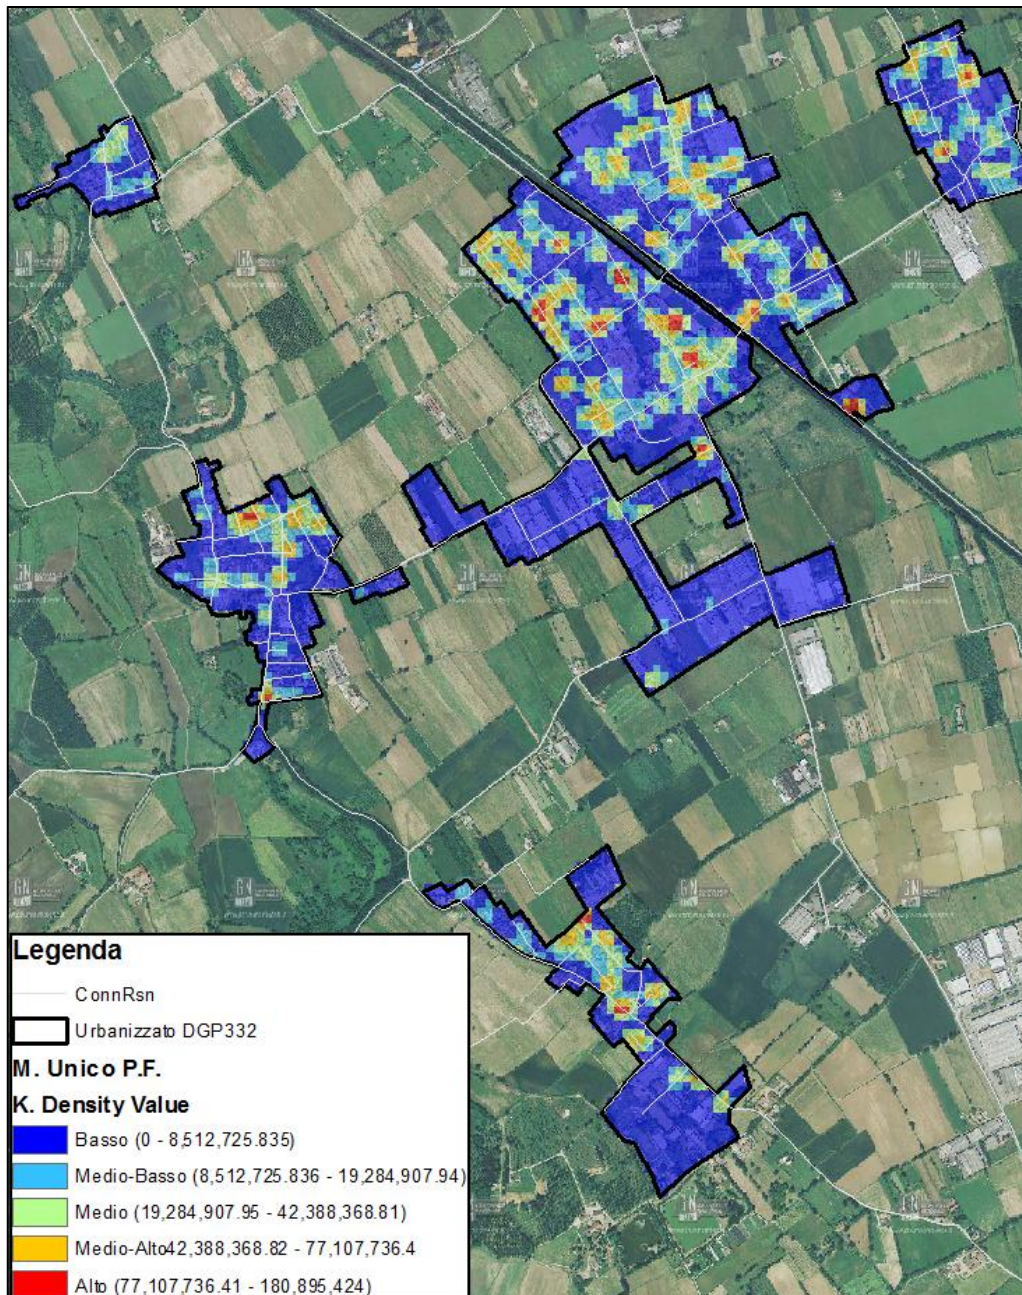 Legenda
ConnRsn
Urbanizzato DGP332
M. Unico P.F.
K. Density Value
Basso (0 - 8,512,725.835)
Medio-Basso (8,512,725.836 - 19,284,907.94)
Medio (19,284,907.95 - 42,388,368.81)
Medio-Alto42,388,368.82 - 77,107,736.4
Alto (77,107,736.41 - 180,895,424)